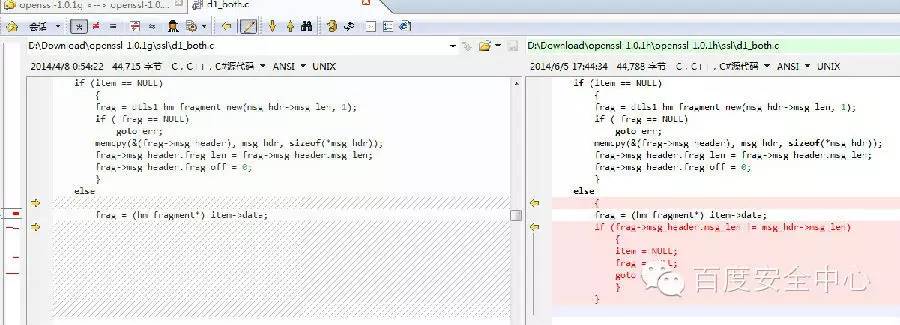 openssl-1.0.1g <--> openssl-1.0....
d1_both.c
会话
D:\Download\openssl-1.0.1g\ssl\d1_both.c
2014/4/8 0:54:22 44,715 字节 C，C++，C#源代码 ANSI UNIX
if (item == NULL)
{
frag = dtls1_hm_fragment_new(msg_hdr->msg_len, 1);
if ( frag == NULL)
goto err;
memcpy(&(frag->msg_header), msg_hdr, sizeof(*msg_hdr));
frag->msg_header.frag_len = frag->msg_header.msg_len;
frag->msg_header.frag_off = 0;
}
else
frag = (hm_fragment*) item->data;
D:\Download\openssl-1.0.1h\openssl-1.0.1h\ssl\d1_both.c
2014/6/5 17:44:34 44,788 字节 C，C++，C#源代码 ANSI UNIX
if (item == NULL)
{
frag = dtls1_hm_fragment_new(msg_hdr->msg_len, 1);
if ( frag == NULL)
goto err;
memcpy(&(frag->msg_header), msg_hdr, sizeof(*msg_hdr));
frag->msg_header.frag_len = frag->msg_header.msg_len;
frag->msg_header.frag_off = 0;
}
else
{
frag = (hm_fragment*) item->data;
if (frag->msg_header.msg_len != msg_hdr->msg_len)
{
item = NULL;
frag =
goto
}
}
百度安全中心